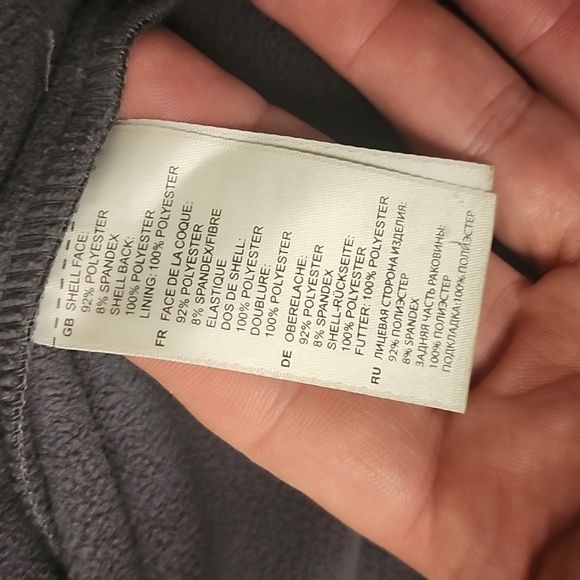 GB SHELL FACE:
92% POLYESTER
8% SPANDEX
SHELL BACK:
100% POLYESTER
LINING: 100% POLYESTER
FR FACE DE LA COQUE:
92% POLYESTER
8% SPANDEX/FIBRE
ELASTIQUE
DOS DE SHELL:
100% POLYESTER
DOUBLURE:
100% POLYESTER
DE OBERELACHE:
92% POLYESTER
8% SPANDEX
SHELL-RÜCKSEITE:
100% POLYESTER
FUTTER: 100% POLYESTER
RU ЛИЦЕВАЯ СТОРОНА ИЗДЕЛИЯ:
92% ПОЛИЭСТЕР
8% SPANDEX
ЗАДНЯЯ ЧАСТЬ РАКОВИНЫ:
100% ПОЛИЭСТЕР
ПОДКЛАДКА:100% ПОЛИЭСТЕР